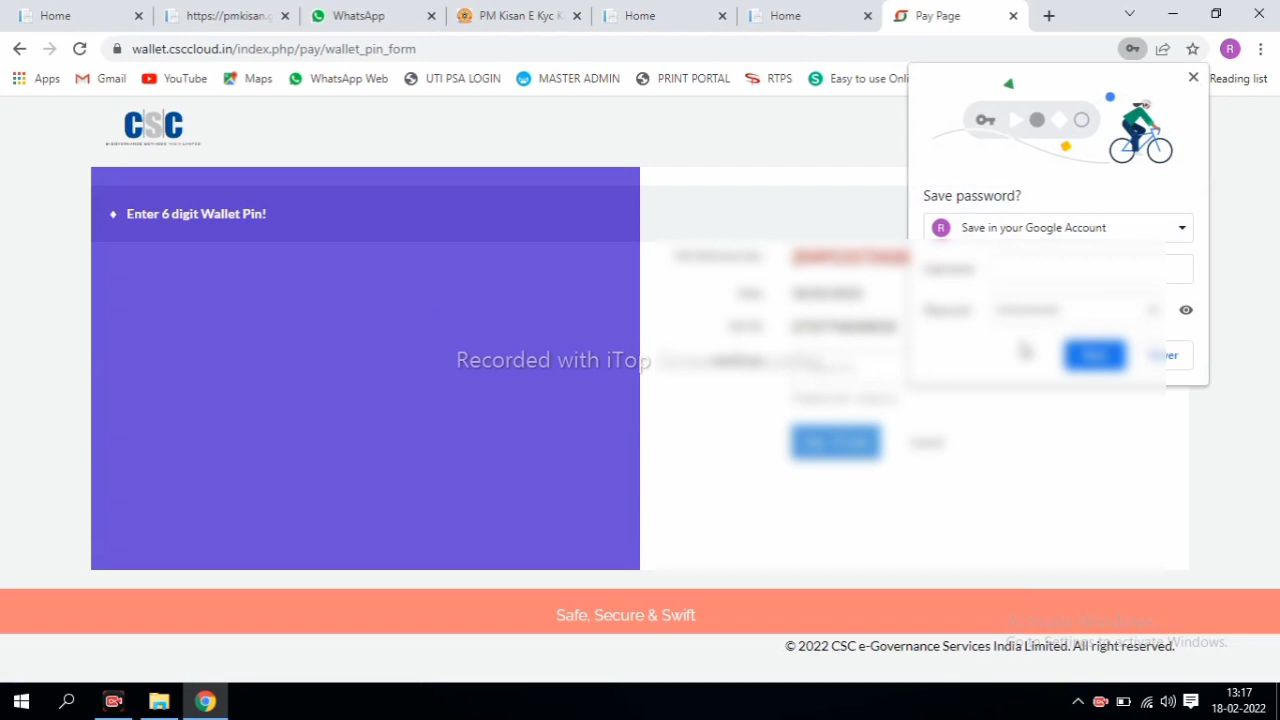 Home
https://pmkisan.g
WhatsApp
PM Kisan E Kyc K
Home
Home
Pay Page
wallet.csccloud.in/index.php/pay/wallet_pin_form
R
Apps
Gmail
YouTube
Maps
WhatsApp Web
UTI PSA LOGIN
MASTER ADMIN
PRINT PORTAL
RTPS
Easy to use Onli
Reading list
CSC
E-GOVERNANCE SERVICES INDIA LIMITED
Save password?
R Save in your Google Account
Enter 6 digit Wallet Pin!
Recorded with iTop
Safe, Secure & Swift
Go to Settings to activate Windows.
© 2022 CSC e-Governance Services India Limited. All right reserved.
13:17
18-02-2022